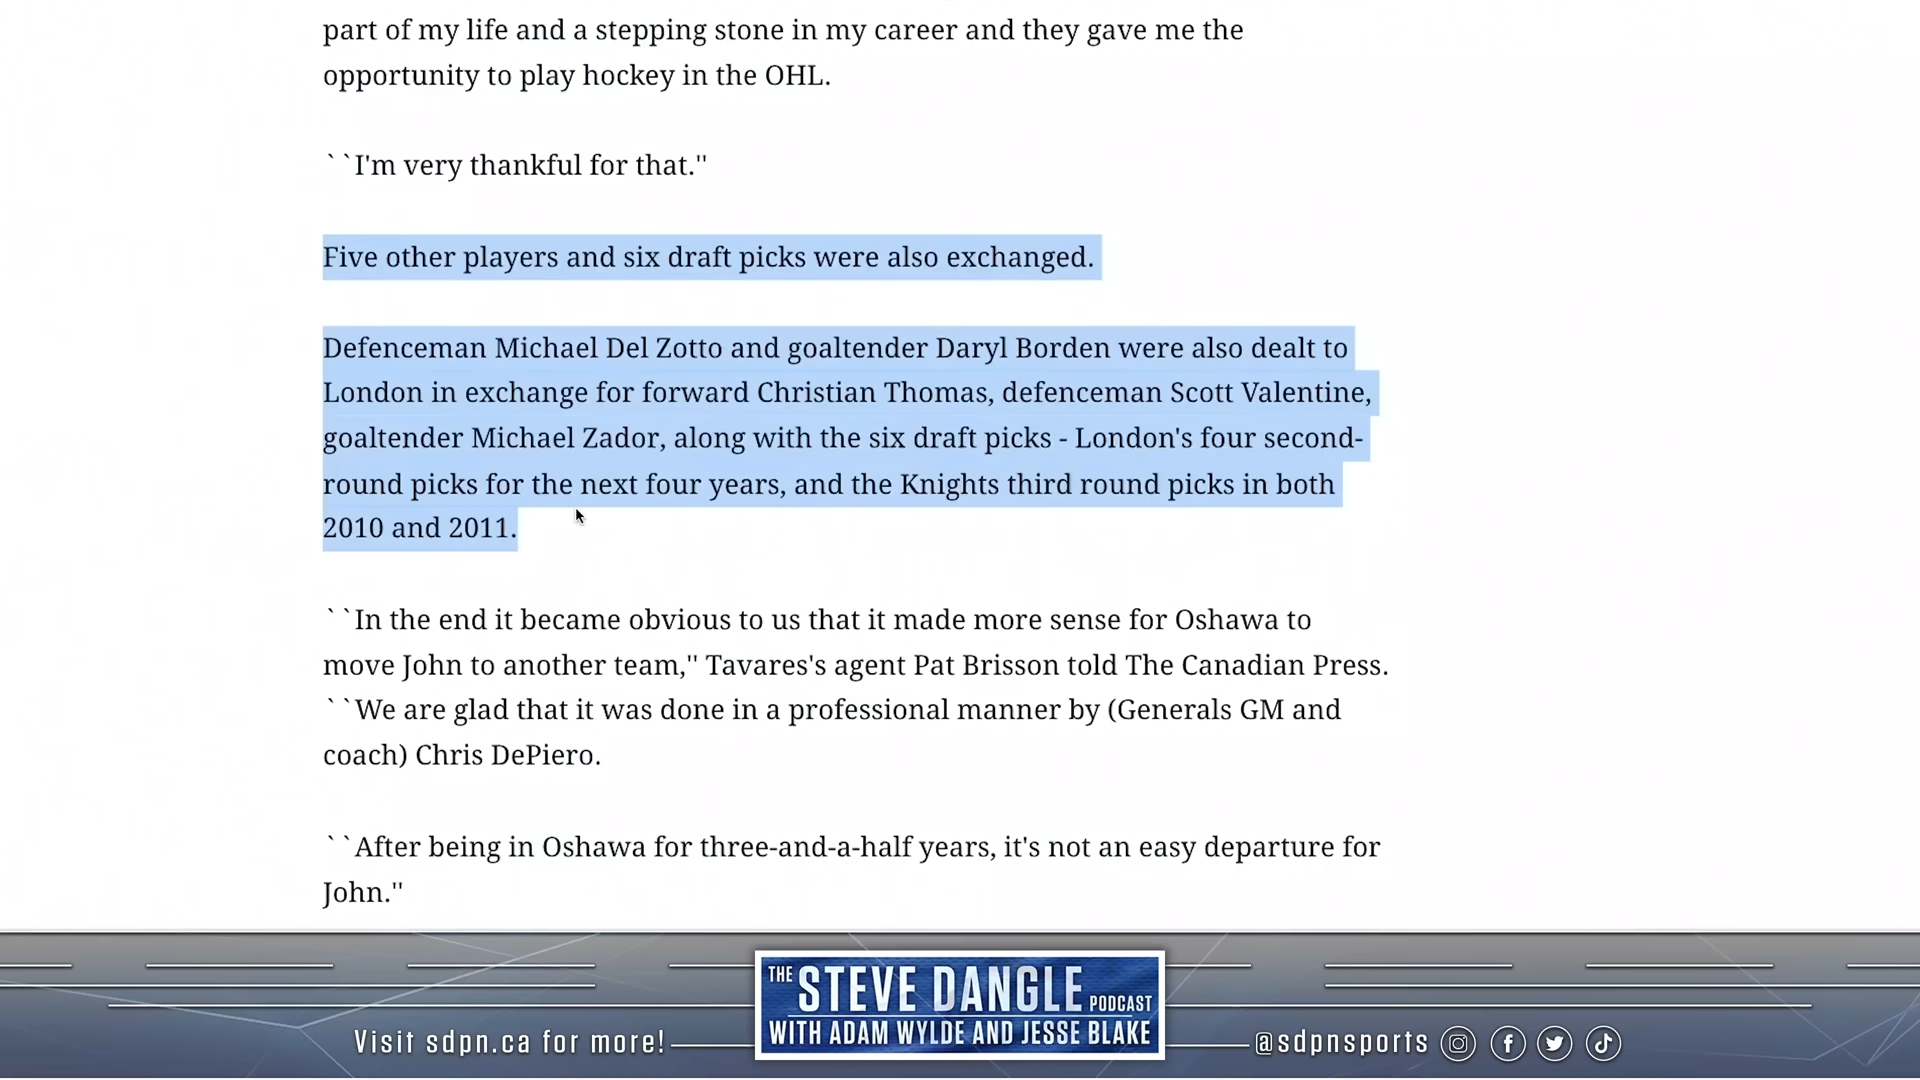 part of my life and a stepping stone in my career and they gave me the
opportunity to play hockey in the OHL.
``I'm very thankful for that.''
Five other players and six draft picks were also exchanged.
Defenceman Michael Del Zotto and goaltender Daryl Borden were also dealt to
London in exchange for forward Christian Thomas, defenceman Scott Valentine,
goaltender Michael Zador, along with the six draft picks - London's four second-
round picks for the next four years, and the Knights third round picks in both
2010 and 2011.
``In the end it became obvious to us that it made more sense for Oshawa to
move John to another team,'' Tavares's agent Pat Brisson told The Canadian Press.
``We are glad that it was done in a professional manner by (Generals GM and
coach) Chris DePiero.
``After being in Oshawa for three-and-a-half years, it's not an easy departure for
John.''
THE STEVE DANGLE PODCAST
WITH ADAM WYLDE AND JESSE BLAKE
Visit sdpn.ca for more!
@sdpnsports